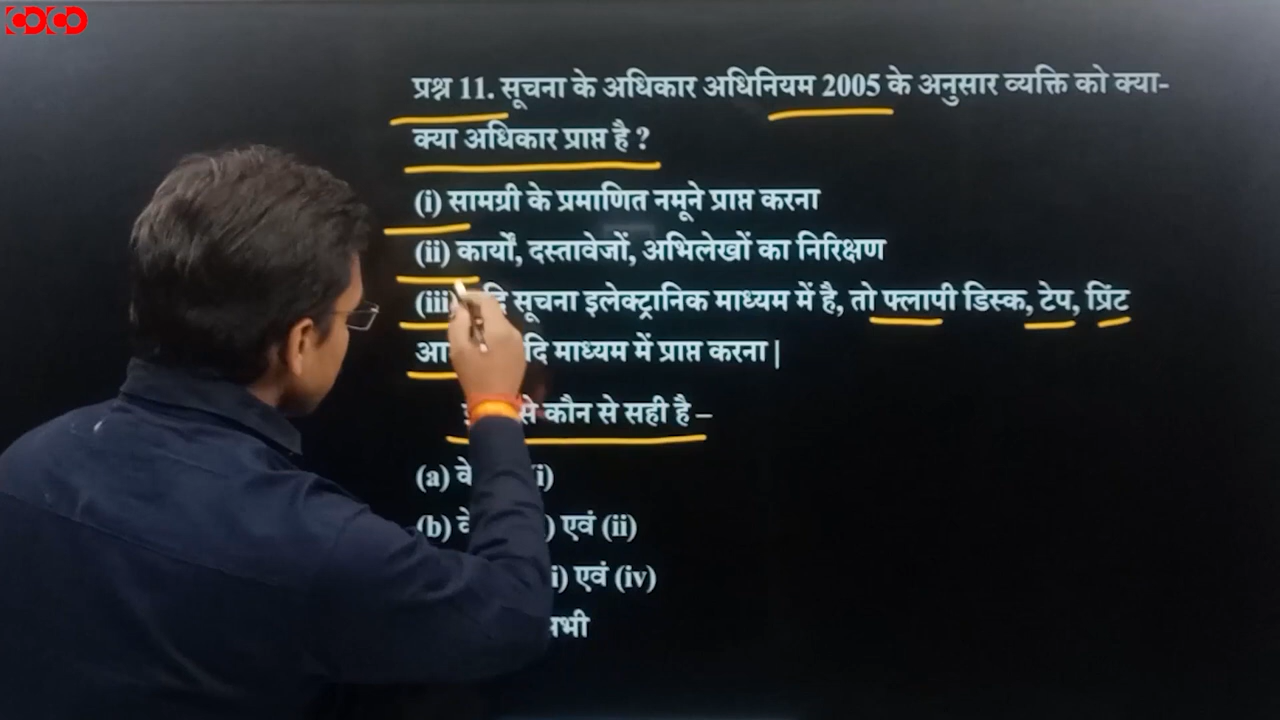 COCO
प्रश्न 11. सूचना के अधिकार अधिनियम 2005 के अनुसार व्यक्ति को क्या-
क्या अधिकार प्राप्त है ?
(i) सामग्री के प्रमाणित नमूने प्राप्त करना
(ii) कार्यों, दस्तावेजों, अभिलेखों का निरिक्षण
(iii) सूचना इलेक्ट्रानिक माध्यम में है, तो फ्लापी डिस्क, टेप, प्रिंट
माध्यम में प्राप्त करना |
से कौन से सही है –
(a)
(b) एवं (ii)
एवं (iv)